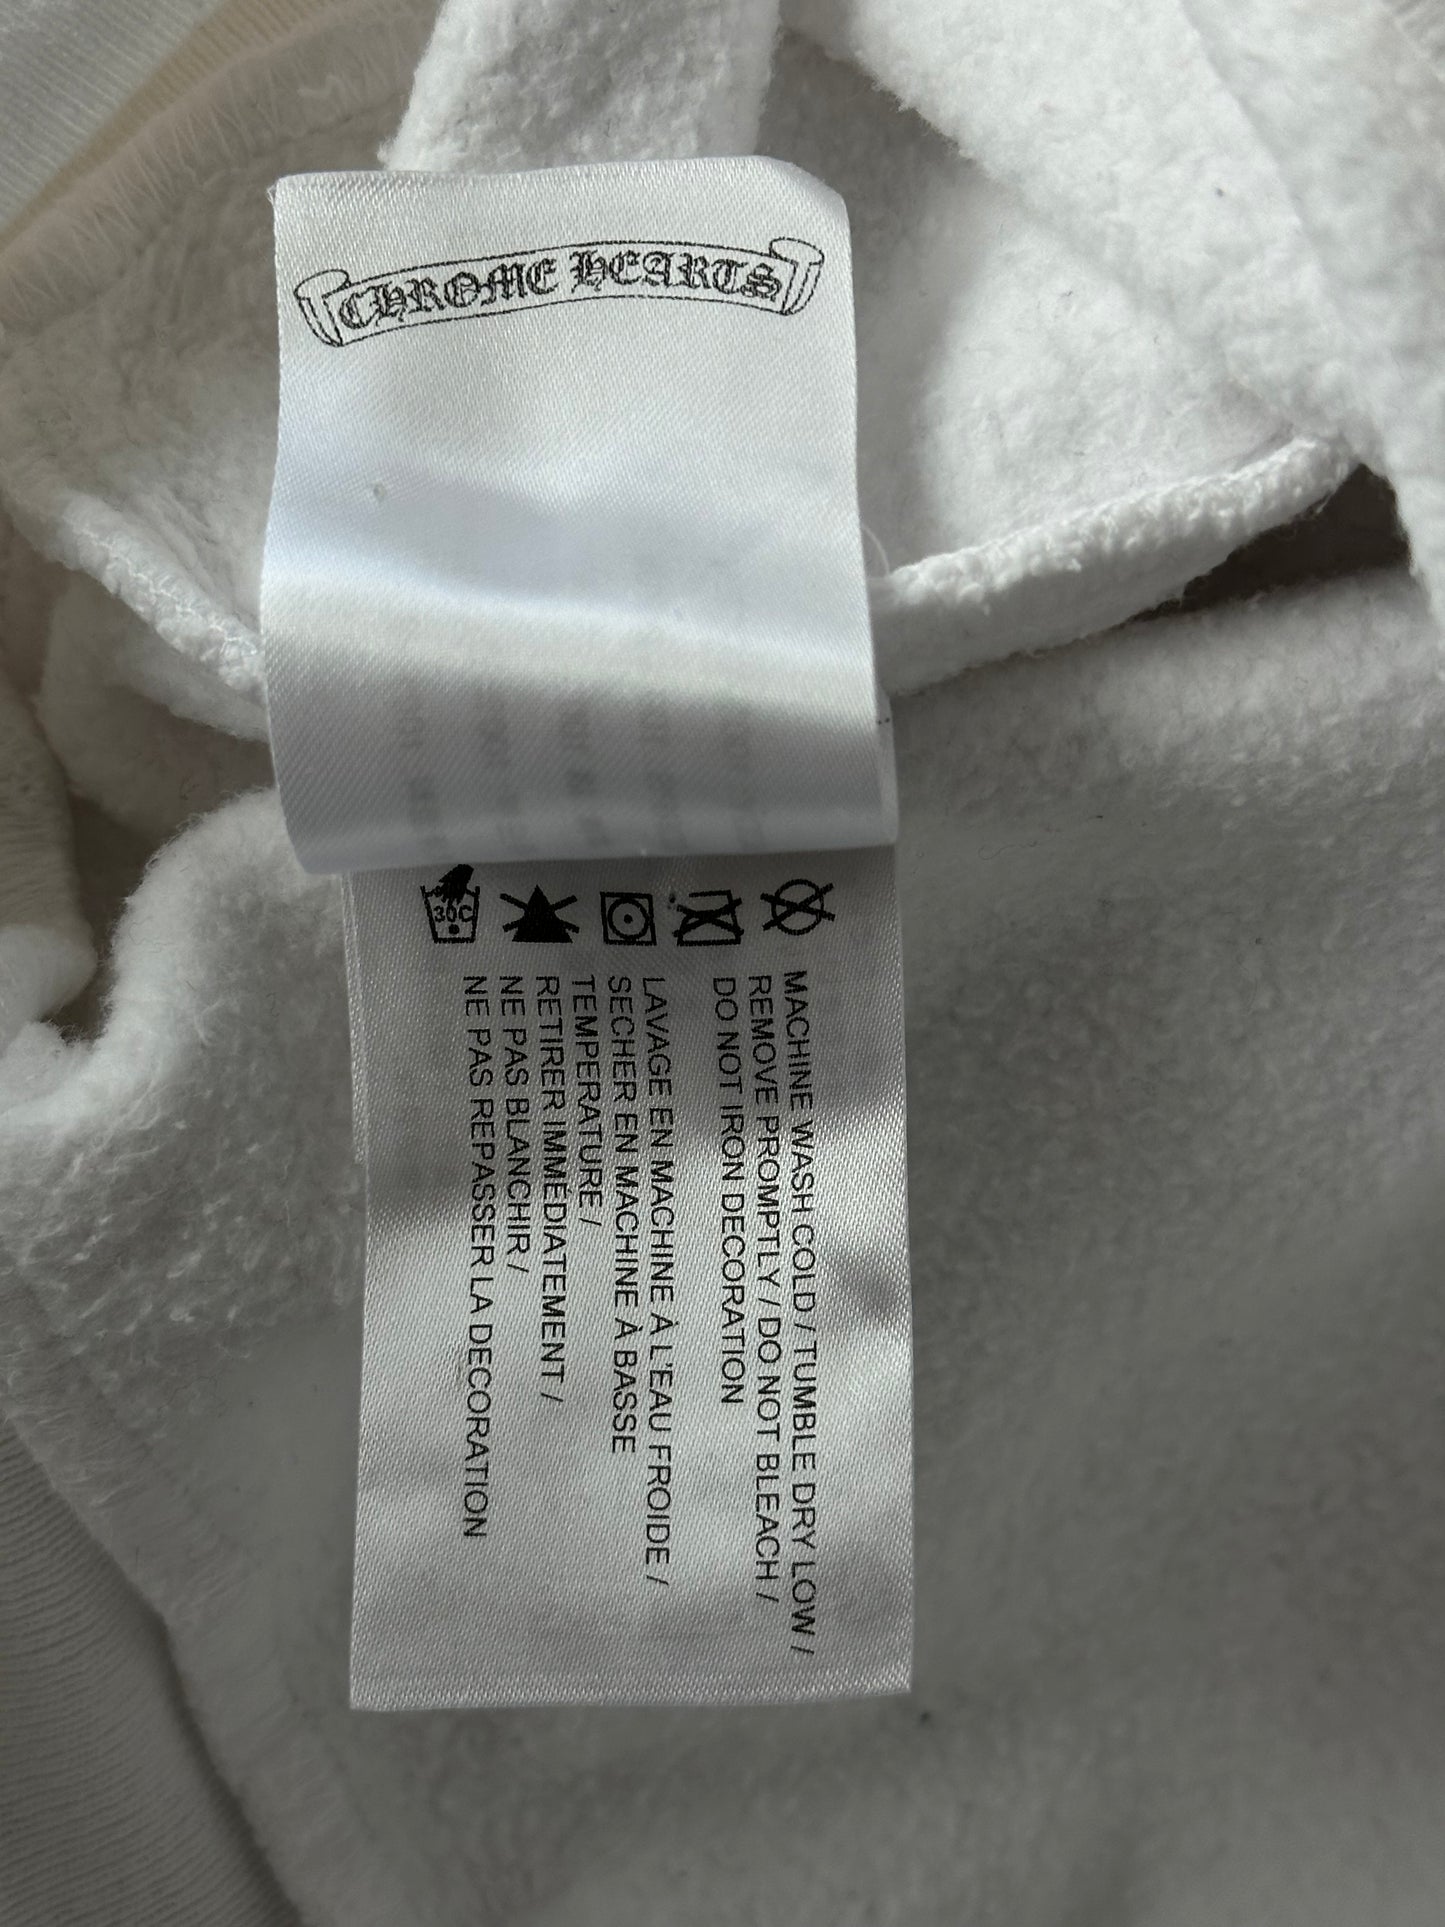 CHROME HEARTS
30C
MACHINE WASH COLD / TUMBLE DRY LOW /
REMOVE PROMPTLY / DO NOT BLEACH /
DO NOT IRON DECORATION
LAVAGE EN MACHINE À L'EAU FROIDE /
SECHER EN MACHINE À BASSE
TEMPERATURE /
RETIRER IMMÉDIATEMENT /
NE PAS BLANCHIR /
NE PAS REPASSER LA DECORATION